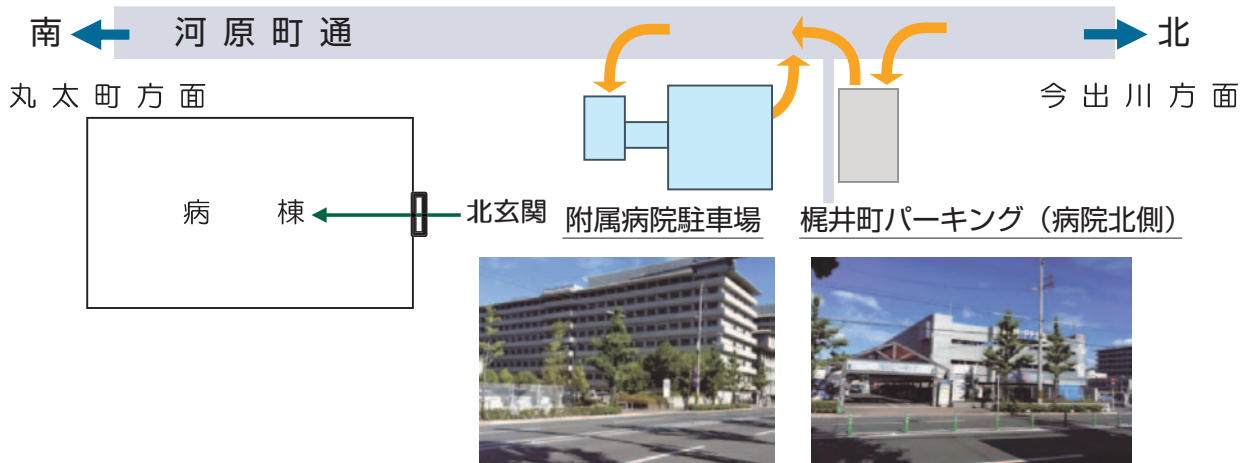 南
河原町通
北
丸太町方面
今出川方面
病棟
北玄関
附属病院駐車場
梶井町パーキング（病院北側）